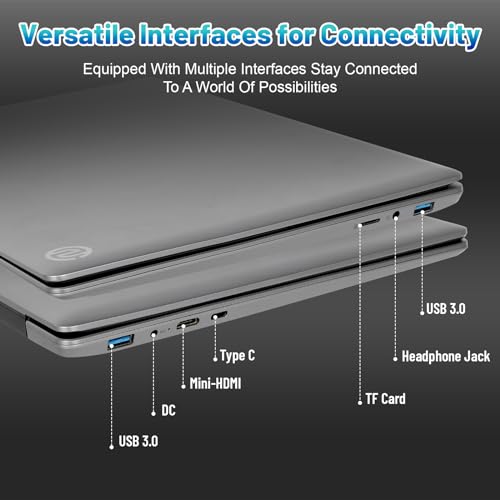 Versatile Interfaces for Connectivity
Equipped With Multiple Interfaces Stay Connected
To A World Of Possibilities
USB 3.0
Headphone Jack
TF Card
Type C
Mini-HDMI
DC
USB 3.0